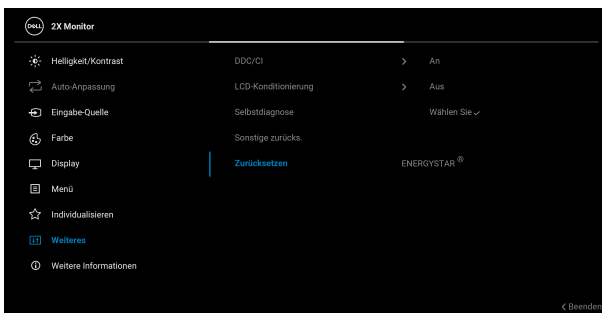 DELL 2X Monitor
Helligkeit/Kontrast DDC/CI > An
Auto-Anpassung LCD-Konditionierung > Aus
Eingabe-Quelle Selbstdiagnose Wählen Sie ✓
Farbe Sonstige zurücks.
Display Zurücksetzen ENERGYSTAR ®
Menü
Individualisieren
Weiteres
Weitere Informationen
< Beenden